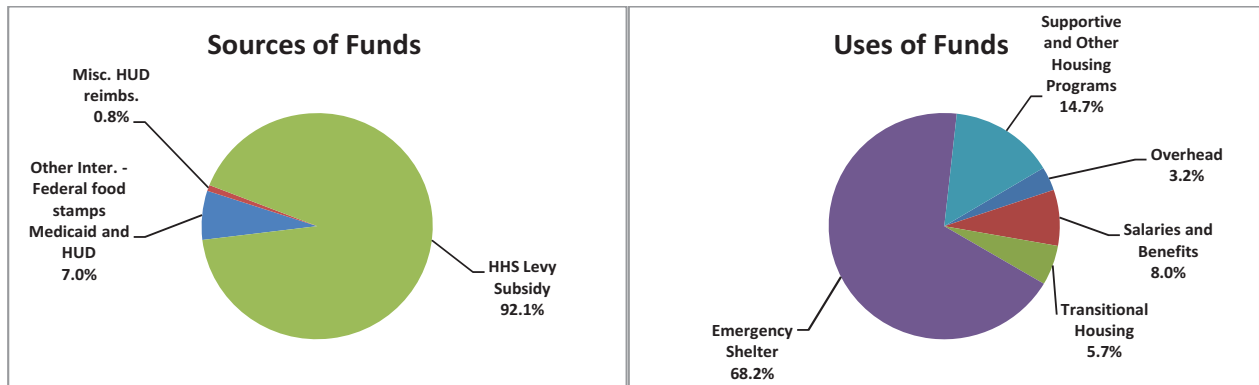 Sources of Funds
Misc. HUD
reimbs.
0.8%
Other Inter. -
Federal food
stamps
Medicaid and
HUD
7.0%
HHS Levy
Subsidy
92.1%
Uses of Funds
Supportive
and Other
Housing
Programs
14.7%
Overhead
3.2%
Salaries and
Benefits
8.0%
Transitional
Housing
5.7%
Emergency
Shelter
68.2%